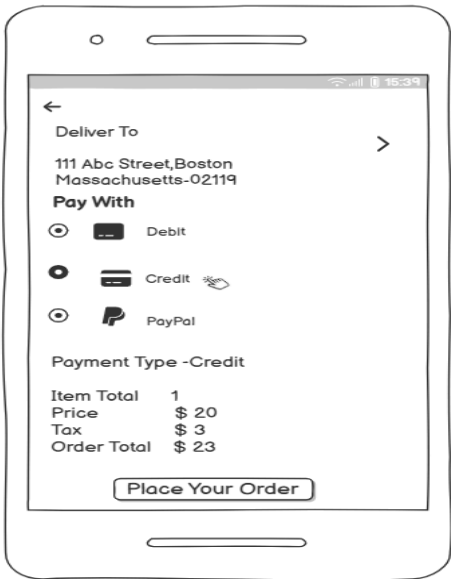 15:39
Deliver To
111 Abc Street,Boston
Massachusetts-02119
Pay With
Debit
Credit
PayPal
Payment Type -Credit
Item Total 1
Price $ 20
Tax $ 3
Order Total $ 23
Place Your Order